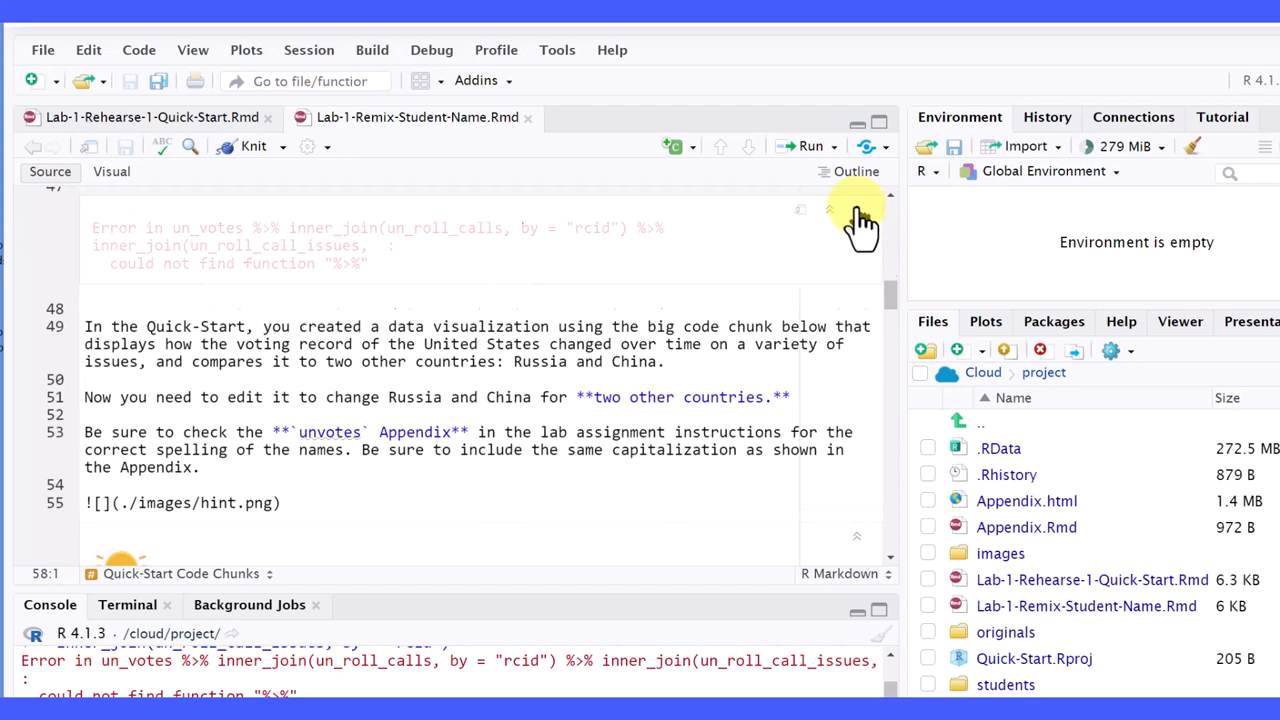 File Edit Code View Plots Session Build Debug Profile Tools Help
Go to file/function Addins R 4.1.
Lab-1-Rehearse-1-Quick-Start.Rmd Lab-1-Remix-Student-Name.Rmd
ABC Knit Run
Source Visual Outline
47
Error in un_votes %>% inner_join(un_roll_calls, by = "rcid") %>%
inner_join(un_roll_call_issues, :
could not find function "%>%"
48
49 In the Quick-Start, you created a data visualization using the big code chunk below that
displays how the voting record of the United States changed over time on a variety of
issues, and compares it to two other countries: Russia and China.
50
51 Now you need to edit it to change Russia and China for **two other countries.**
52
53 Be sure to check the **`unvotes` Appendix** in the lab assignment instructions for the
correct spelling of the names. Be sure to include the same capitalization as shown in
the Appendix.
54
55 ![](./images/hint.png)
58:1 # Quick-Start Code Chunks R Markdown
Console Terminal Background Jobs
R 4.1.3 · /cloud/project/
inner_join(un_roll_call_issues, by = "rcid")
Error in un_votes %>% inner_join(un_roll_calls, by = "rcid") %>% inner_join(un_roll_call_issues,
:
could not find function "%>%"
Environment History Connections Tutorial
Import 279 MiB
R Global Environment
Environment is empty
Files Plots Packages Help Viewer Presenta
Cloud project
Name Size
..
.RData 272.5 M
.Rhistory 879 B
Appendix.html 1.4 MB
Appendix.Rmd 972 B
images
Lab-1-Rehearse-1-Quick-Start.Rmd 6.3 KB
Lab-1-Remix-Student-Name.Rmd 6 KB
originals
Quick-Start.Rproj 205 B
students